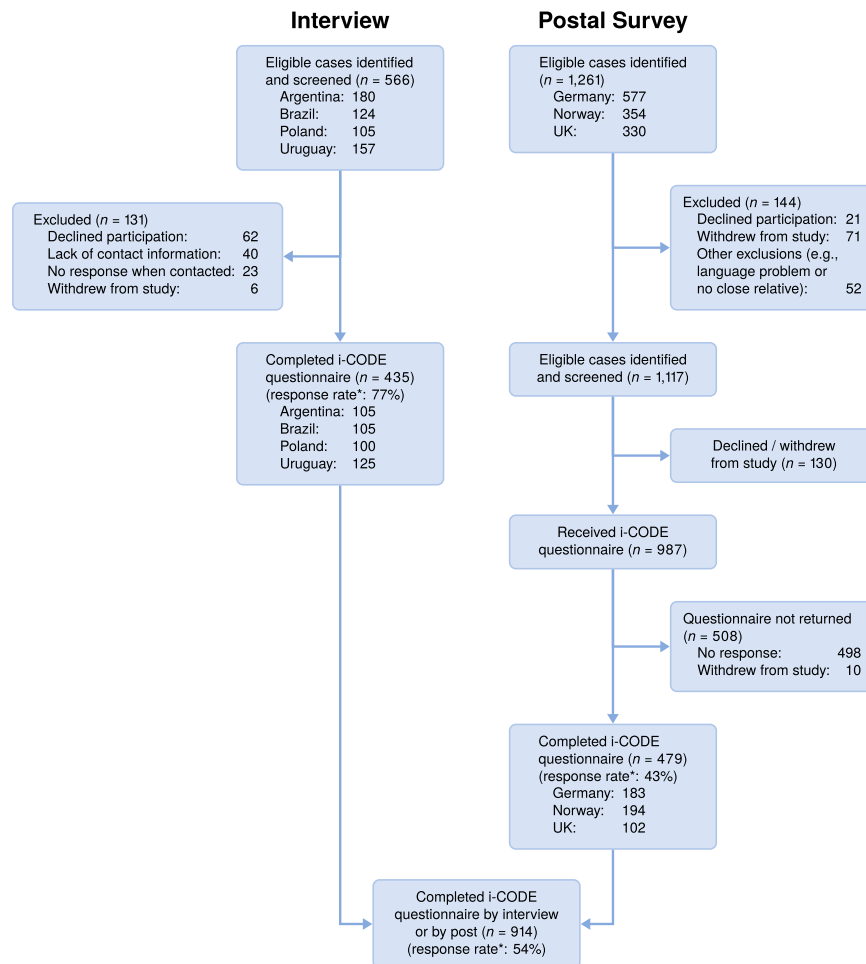 Interview
Postal Survey
Eligible cases identified
and screened (n = 566)
Argentina: 180
Brazil: 124
Poland: 105
Uruguay: 157
Eligible cases identified
(n = 1,261)
Germany: 577
Norway: 354
UK: 330
Excluded (n = 131)
Declined participation: 62
Lack of contact information: 40
No response when contacted: 23
Withdrew from study: 6
Excluded (n = 144)
Declined participation: 21
Withdrew from study: 71
Other exclusions (e.g.,
language problem or
no close relative): 52
Completed i-CODE
questionnaire (n = 435)
(response rate*: 77%)
Argentina: 105
Brazil: 105
Poland: 100
Uruguay: 125
Eligible cases identified
and screened (n = 1,117)
Declined / withdrew
from study (n = 130)
Received i-CODE
questionnaire (n = 987)
Questionnaire not returned
(n = 508)
No response: 498
Withdrew from study: 10
Completed i-CODE
questionnaire (n = 479)
(response rate*: 43%)
Germany: 183
Norway: 194
UK: 102
Completed i-CODE
questionnaire by interview
or by post (n = 914)
(response rate*: 54%)